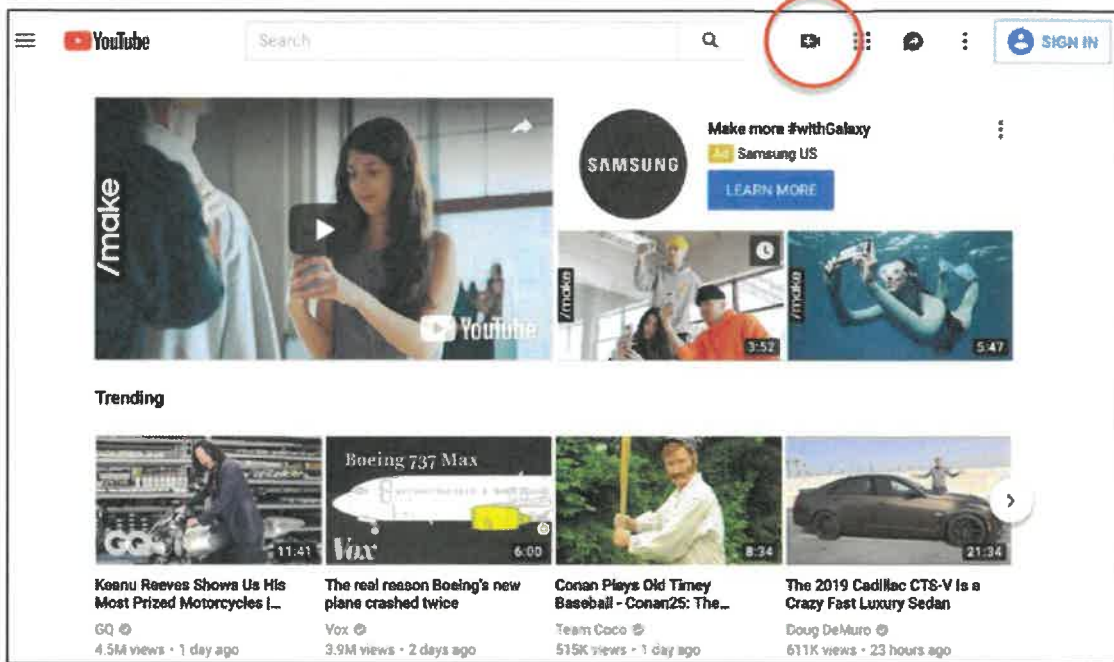 YouTube
Search
SIGN IN
/make
YouTube
SAMSUNG
Make more #withGalaxy
Ad Samsung US
LEARN MORE
/make
3:52
/make
5:47
Trending
GQ
11:41
Boeing 737 Max
Vox
6:00
8:34
21:34
Keanu Reeves Shows Us His
Most Prized Motorcycles |...
GQ
4.5M views • 1 day ago
The real reason Boeing's new
plane crashed twice
Vox
3.9M views • 2 days ago
Conan Plays Old Timey
Baseball - Conan25: The...
Team Coco
515K views • 1 day ago
The 2019 Cadillac CTS-V Is a
Crazy Fast Luxury Sedan
Doug DeMuro
611K views • 23 hours ago